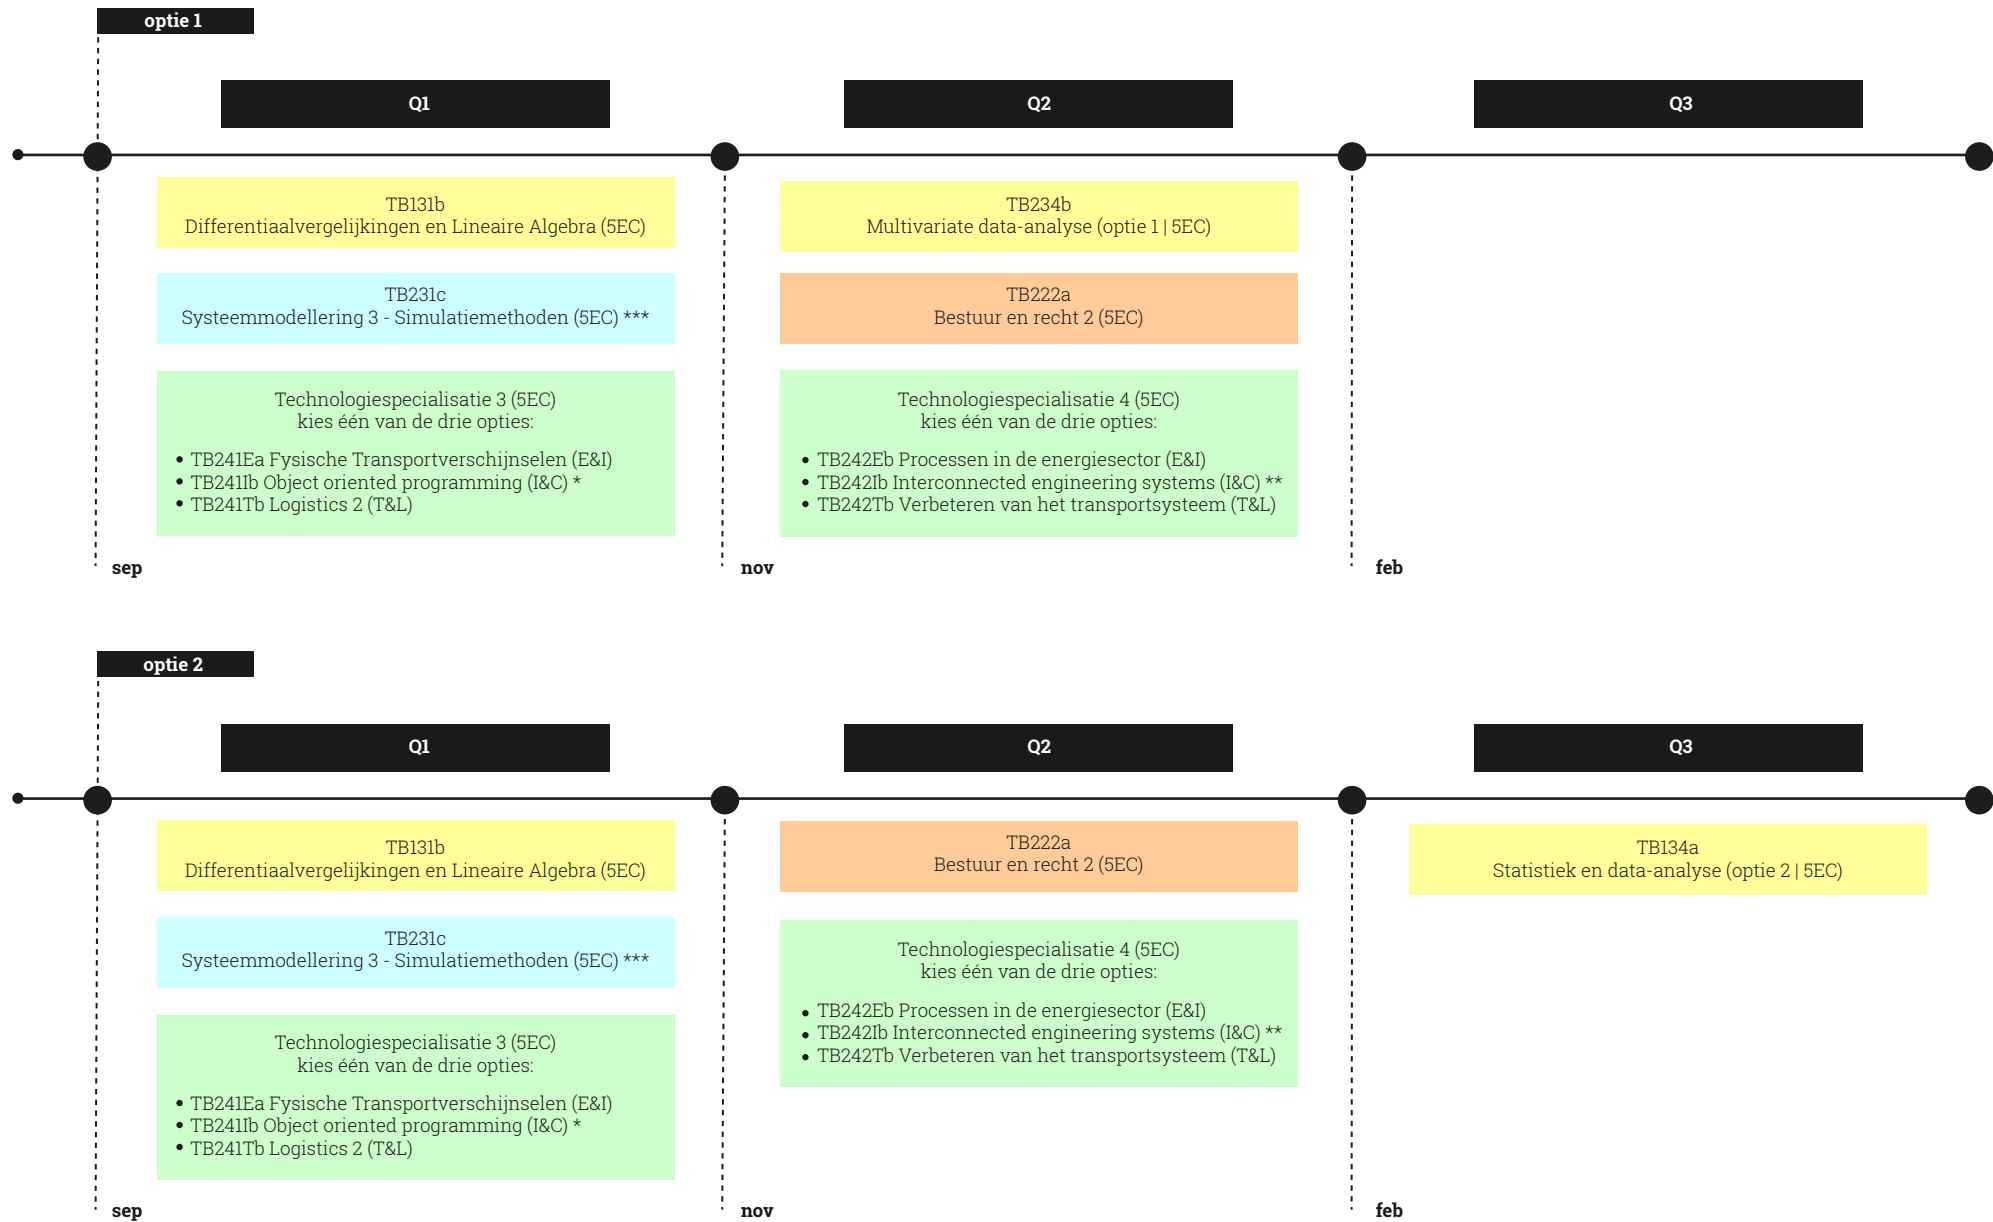 optie 1
Q1
Q2
Q3
TB131b
Differentiaalvergelijkingen en Lineaire Algebra (5EC)
TB231c
Systeemmodellering 3 - Simulatiemethoden (5EC) ***
Technologiespecialisatie 3 (5EC)
kies één van de drie opties:
• TB241Ea Fysische Transportverschijnselen (E&I)
• TB241Ib Object oriented programming (I&C) *
• TB241Tb Logistics 2 (T&L)
TB234b
Multivariate data-analyse (optie 1 | 5EC)
TB222a
Bestuur en recht 2 (5EC)
Technologiespecialisatie 4 (5EC)
kies één van de drie opties:
• TB242Eb Processen in de energiesector (E&I)
• TB242Ib Interconnected engineering systems (I&C) **
• TB242Tb Verbeteren van het transportsysteem (T&L)
sep
nov
feb
optie 2
Q1
Q2
Q3
TB131b
Differentiaalvergelijkingen en Lineaire Algebra (5EC)
TB231c
Systeemmodellering 3 - Simulatiemethoden (5EC) ***
Technologiespecialisatie 3 (5EC)
kies één van de drie opties:
• TB241Ea Fysische Transportverschijnselen (E&I)
• TB241Ib Object oriented programming (I&C) *
• TB241Tb Logistics 2 (T&L)
TB222a
Bestuur en recht 2 (5EC)
Technologiespecialisatie 4 (5EC)
kies één van de drie opties:
• TB242Eb Processen in de energiesector (E&I)
• TB242Ib Interconnected engineering systems (I&C) **
• TB242Tb Verbeteren van het transportsysteem (T&L)
TB134a
Statistiek en data-analyse (optie 2 | 5EC)
sep
nov
feb